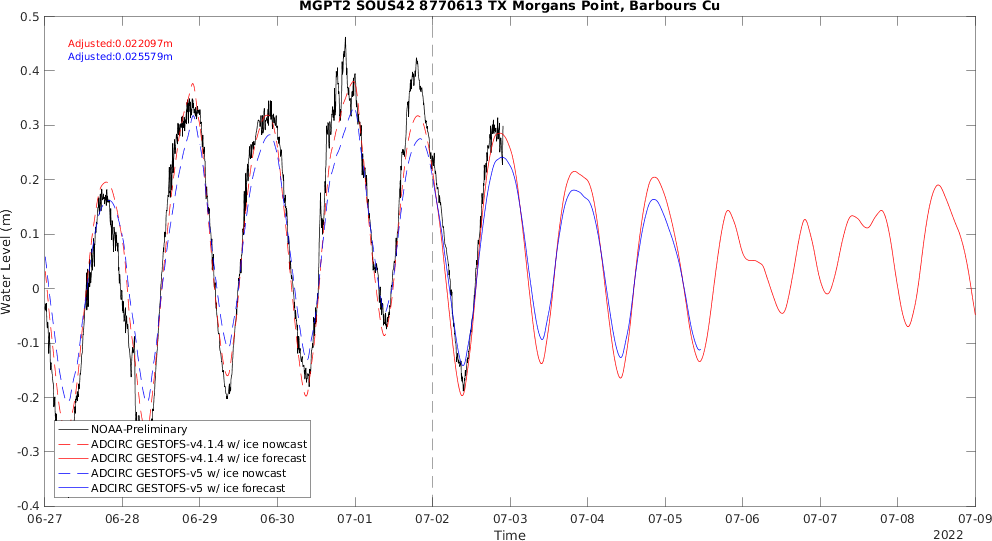 MGPT2 SOUS42 8770613 TX Morgans Point, Barbours Cu
Adjusted:0.022097m
Adjusted:0.025579m
Water Level (m)
0.5
0.4
0.3
0.2
0.1
0
-0.1
-0.2
-0.3
-0.4
NOAA-Preliminary
ADCIRC GESTOFS-v4.1.4 w/ ice nowcast
ADCIRC GESTOFS-v4.1.4 w/ ice forecast
ADCIRC GESTOFS-v5 w/ ice nowcast
ADCIRC GESTOFS-v5 w/ ice forecast
06-27 06-28 06-29 06-30 07-01 07-02 07-03 07-04 07-05 07-06 07-07 07-08 07-09
Time
2022